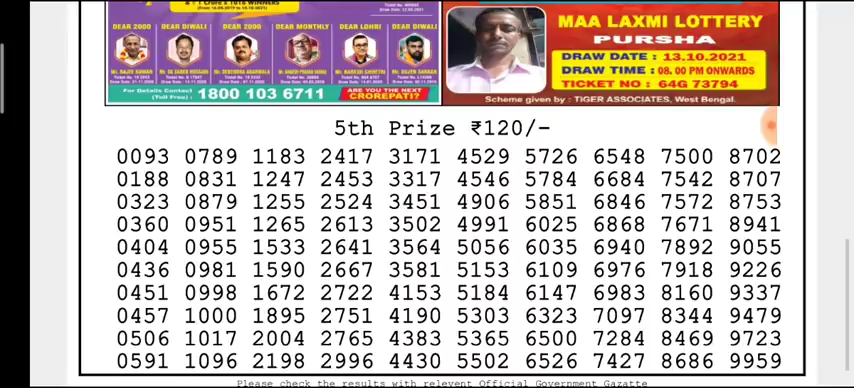 DEAR 2000 DEAR DIWALI DEAR 2000 DEAR MONTHLY DEAR LOHRI DEAR DIWALI
For Details Contact
(Toll Free) : 1800 103 6711 ARE YOU THE NEXT
CROREPATI?
MAA LAXMI LOTTERY
PURSHA
DRAW DATE : 13.10.2021
DRAW TIME : 08. 00 PM ONWARDS
TICKET NO : 64G 73794
Scheme given by : TIGER ASSOCIATES, West Bengal.
5th Prize ₹120/-
0093 0789 1183 2417 3171 4529 5726 6548 7500 8702
0188 0831 1247 2453 3317 4546 5784 6684 7542 8707
0323 0879 1255 2524 3451 4906 5851 6846 7572 8753
0360 0951 1265 2613 3502 4991 6025 6868 7671 8941
0404 0955 1533 2641 3564 5056 6035 6940 7892 9055
0436 0981 1590 2667 3581 5153 6109 6976 7918 9226
0451 0998 1672 2722 4153 5184 6147 6983 8160 9337
0457 1000 1895 2751 4190 5303 6323 7097 8344 9479
0506 1017 2004 2765 4383 5365 6500 7284 8469 9723
0591 1096 2198 2996 4430 5502 6526 7427 8686 9959
Please check the results with relevent Official Government Gazatte